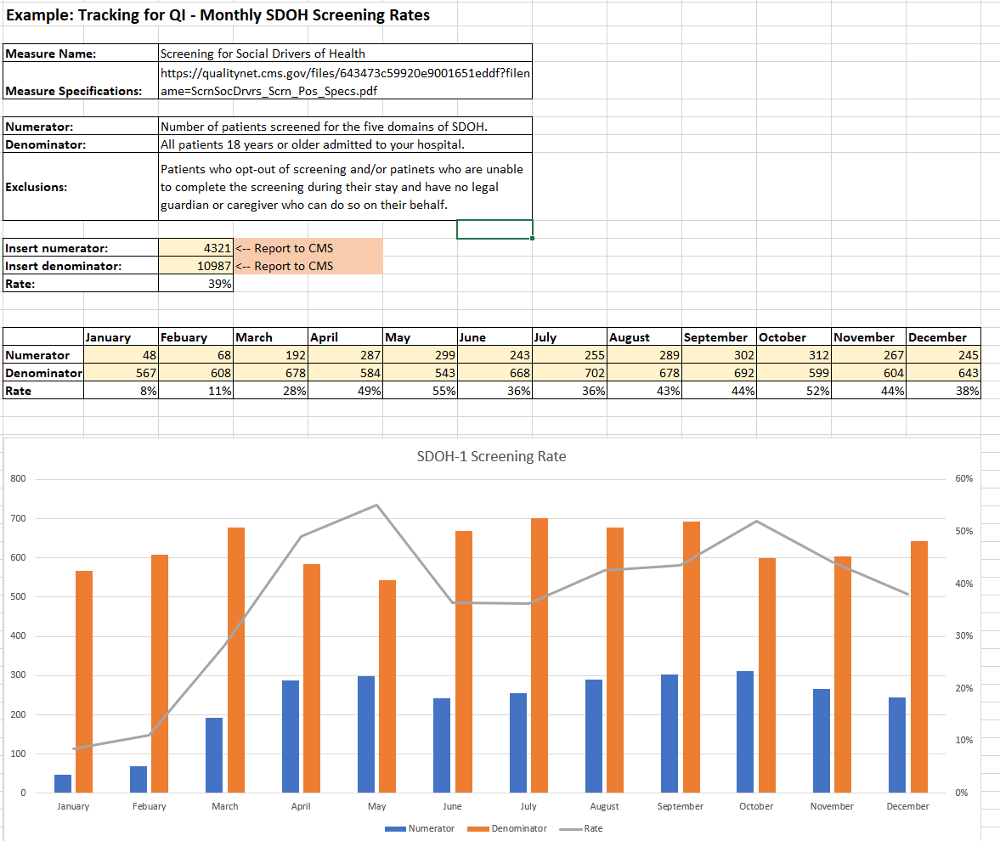 Example: Tracking for QI - Monthly SDOH Screening Rates
Measure Name: Screening for Social Drivers of Health
https://qualitynet.cms.gov/files/643473c59920e9001651eddf?filen
Measure Specifications: ame=ScrnSocDrvrs_Scrn_Pos_Specs.pdf
Numerator: Number of patients screened for the five domains of SDOH.
Denominator: All patients 18 years or older admitted to your hospital.
Patients who opt-out of screening and/or patinets who are unable
Exclusions: to complete the screening during their stay and have no legal
guardian or caregiver who can do so on their behalf.
Insert numerator: 4321 <-- Report to CMS
Insert denominator: 10987 <-- Report to CMS
Rate: 39%
January Febuary March April May June July August September October November December
Numerator 48 68 192 287 299 243 255 289 302 312 267 245
Denominator 567 608 678 584 543 668 702 678 692 599 604 643
Rate 8% 11% 28% 49% 55% 36% 36% 43% 44% 52% 44% 38%
SDOH-1 Screening Rate
800 60%
700
50%
600
500
40%
400
30%
300
20%
200
10%
100
0 0%
January Febuary March April May June July August September October November December
Numerator Denominator Rate